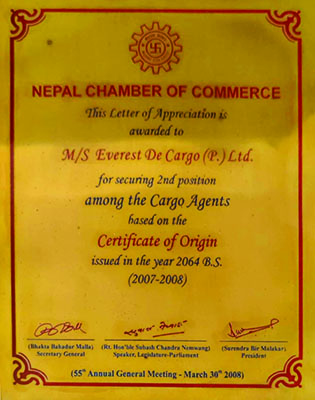 NEPAL CHAMBER OF COMMERCE
This Letter of Appreciation is
awarded to
M/S Everest De Cargo (P.) Ltd.
for securing 2nd position
among the Cargo Agents
based on the
Certificate of Origin
issued in the year 2064 B.S.
(2007-2008)
(Bhakta Bahadur Malla) (Rt. Hon'ble Subash Chandra Nemwang) (Surendra Bir Malakar)
Secretary General Speaker, Legislature-Parliament President
(55th Annual General Meeting - March 30th 2008)